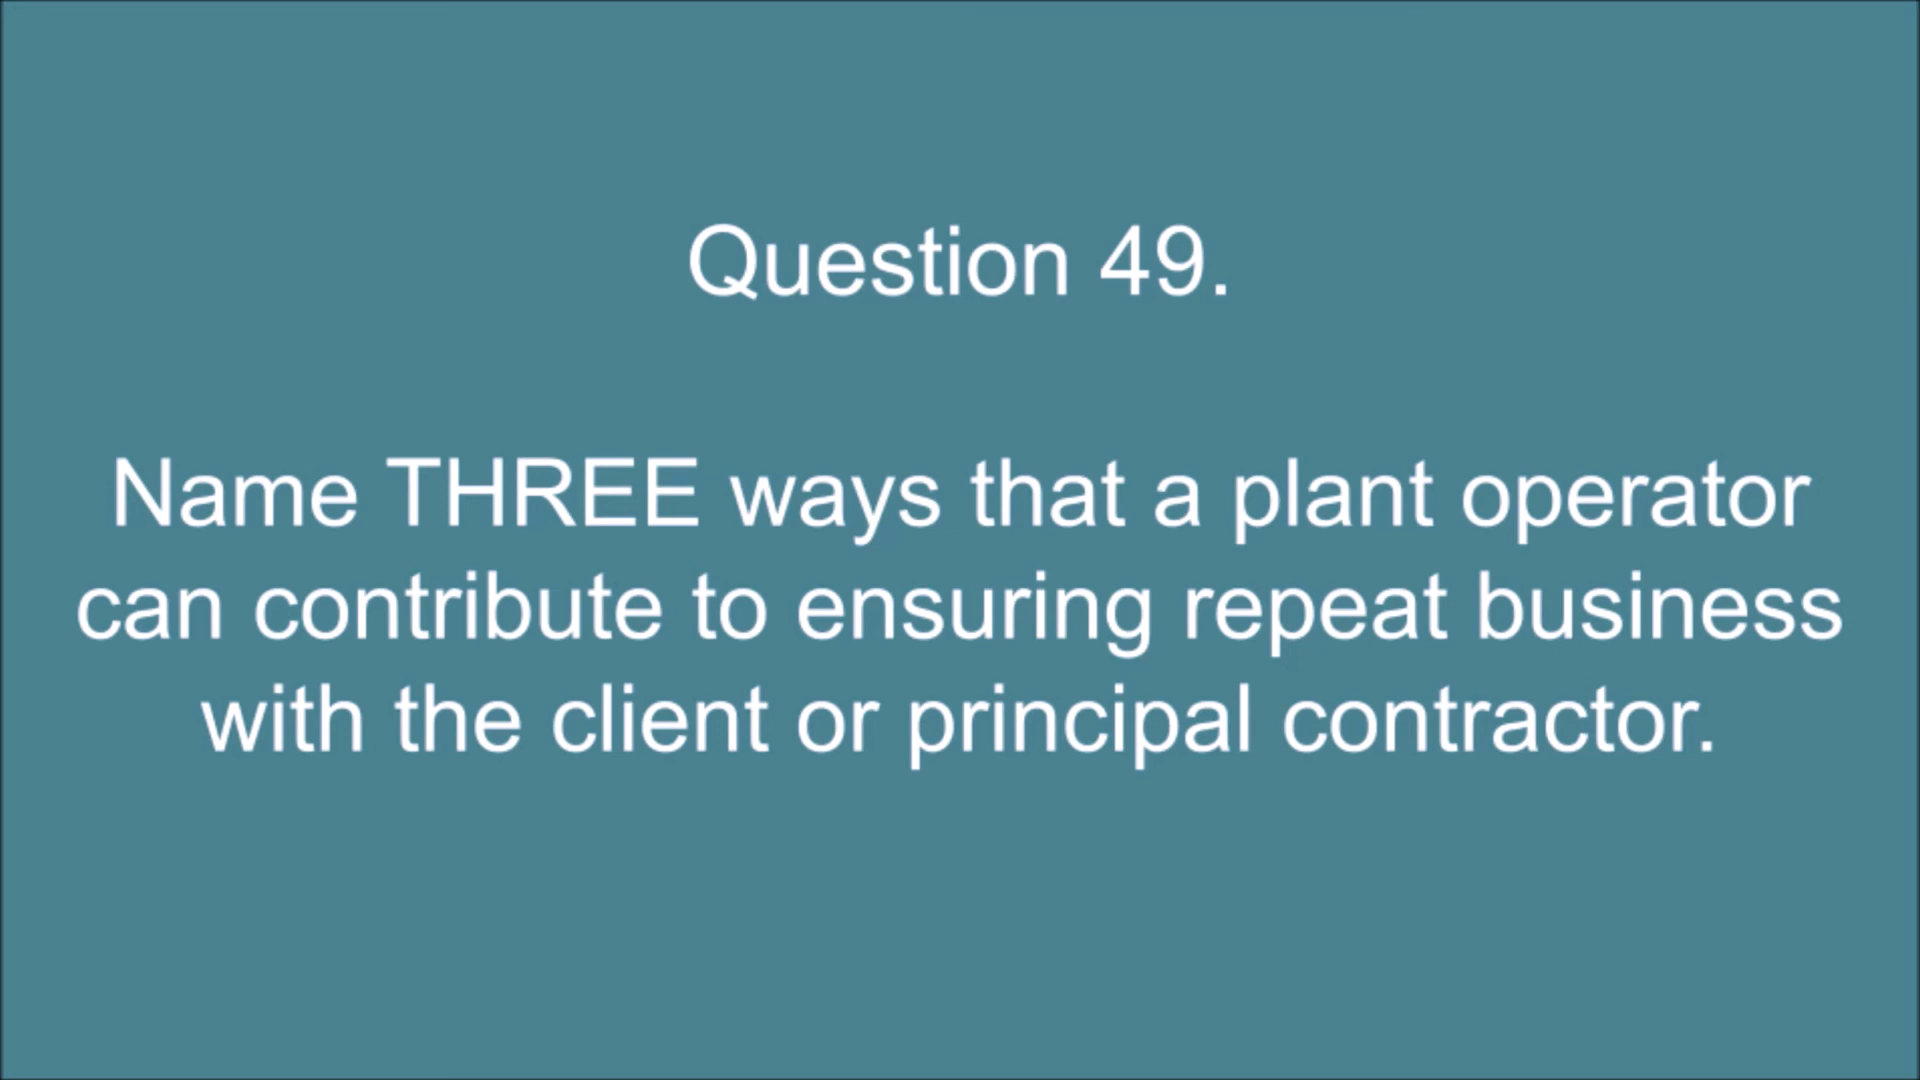 Question 49.
Name THREE ways that a plant operator
can contribute to ensuring repeat business
with the client or principal contractor.